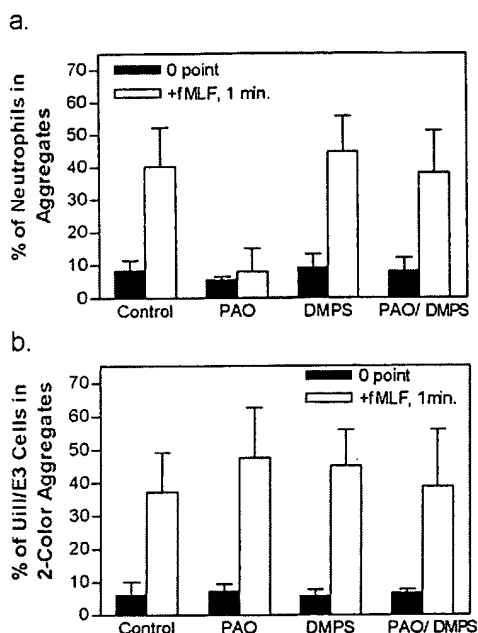 a.
% of Neutrophils in
Aggregates
70
60
50
40
30
20
10
0
0 point
+fMLF, 1 min.
Control PAO DMPS PAO/ DMPS
b.
% of Uill/E3 Cells in
2-Color Aggregates
70
60
50
40
30
20
10
0
0 point
+fMLF, 1min.
Control PAO DMPS PAO/ DMPS